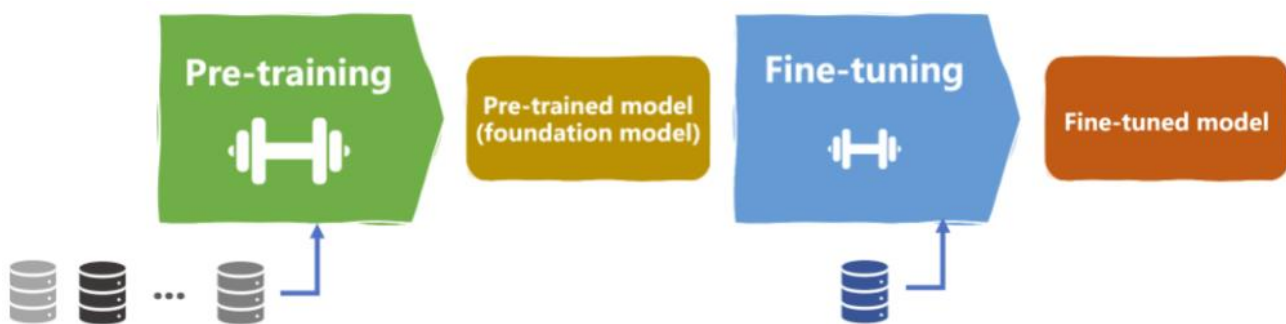 Pre-training
Pre-trained model
(foundation model)
Fine-tuning
Fine-tuned model
...